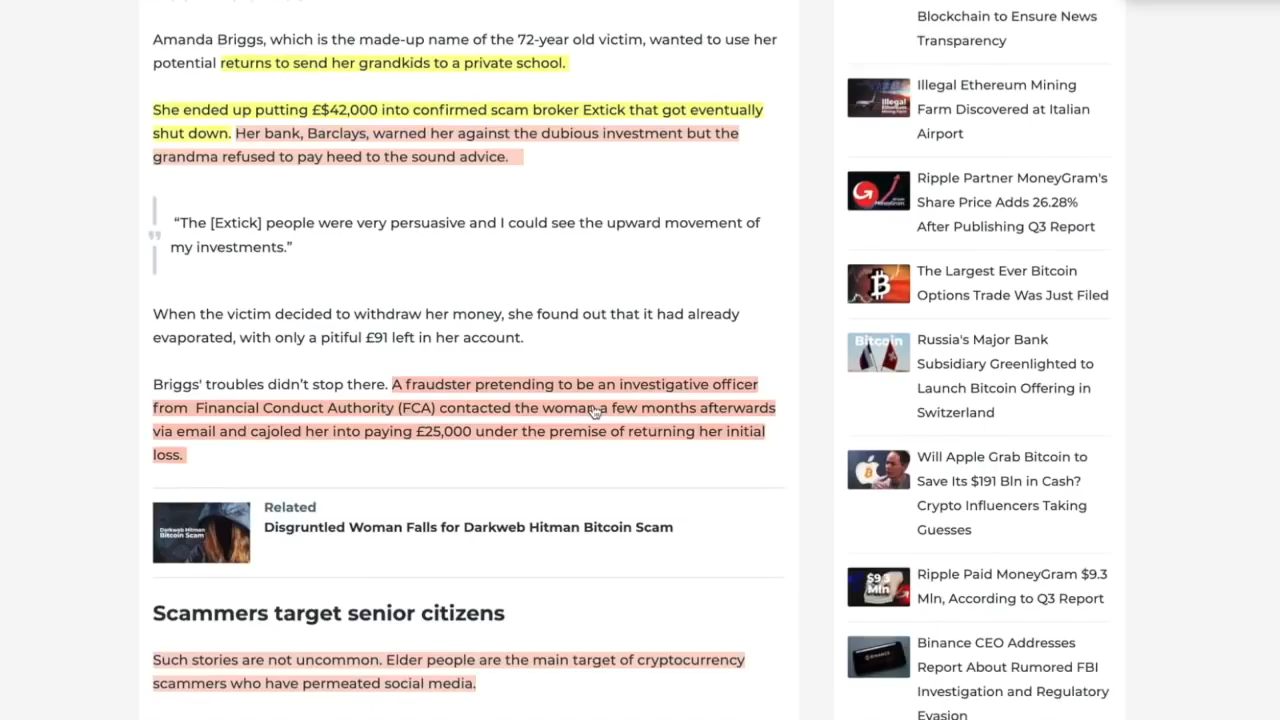 Amanda Briggs, which is the made-up name of the 72-year old victim, wanted to use her
potential returns to send her grandkids to a private school.
She ended up putting £$42,000 into confirmed scam broker Extick that got eventually
shut down. Her bank, Barclays, warned her against the dubious investment but the
grandma refused to pay heed to the sound advice.
“The [Extick] people were very persuasive and I could see the upward movement of
my investments.”
When the victim decided to withdraw her money, she found out that it had already
evaporated, with only a pitiful £91 left in her account.
Briggs' troubles didn’t stop there. A fraudster pretending to be an investigative officer
from Financial Conduct Authority (FCA) contacted the woman a few months afterwards
via email and cajoled her into paying £25,000 under the premise of returning her initial
loss.
Darkweb Hitman
Bitcoin Scam
Related
Disgruntled Woman Falls for Darkweb Hitman Bitcoin Scam
Scammers target senior citizens
Such stories are not uncommon. Elder people are the main target of cryptocurrency
scammers who have permeated social media.
Blockchain to Ensure News
Transparency
Illegal
Ethereum
Mining Farm
Illegal Ethereum Mining
Farm Discovered at Italian
Airport
Ripple Partner MoneyGram's
Share Price Adds 26.28%
After Publishing Q3 Report
The Largest Ever Bitcoin
Options Trade Was Just Filed
Bitcoin
Russia's Major Bank
Subsidiary Greenlighted to
Launch Bitcoin Offering in
Switzerland
Will Apple Grab Bitcoin to
Save Its $191 Bln in Cash?
Crypto Influencers Taking
Guesses
$9.3
Mln
Ripple Paid MoneyGram $9.3
Mln, According to Q3 Report
Binance CEO Addresses
Report About Rumored FBI
Investigation and Regulatory
Evasion